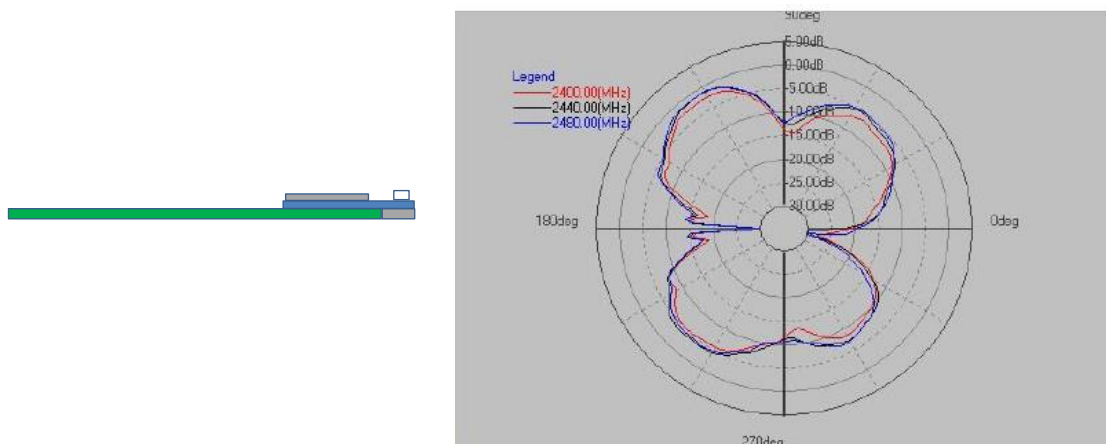 90deg
5.00dB
0.00dB
Legend
-5.00dB
2400.00(MHz)
-10.00dB
2440.00(MHz)
2480.00(MHz)
-15.00dB
-20.00dB
-25.00dB
-30.00dB
180deg
0deg
270deg